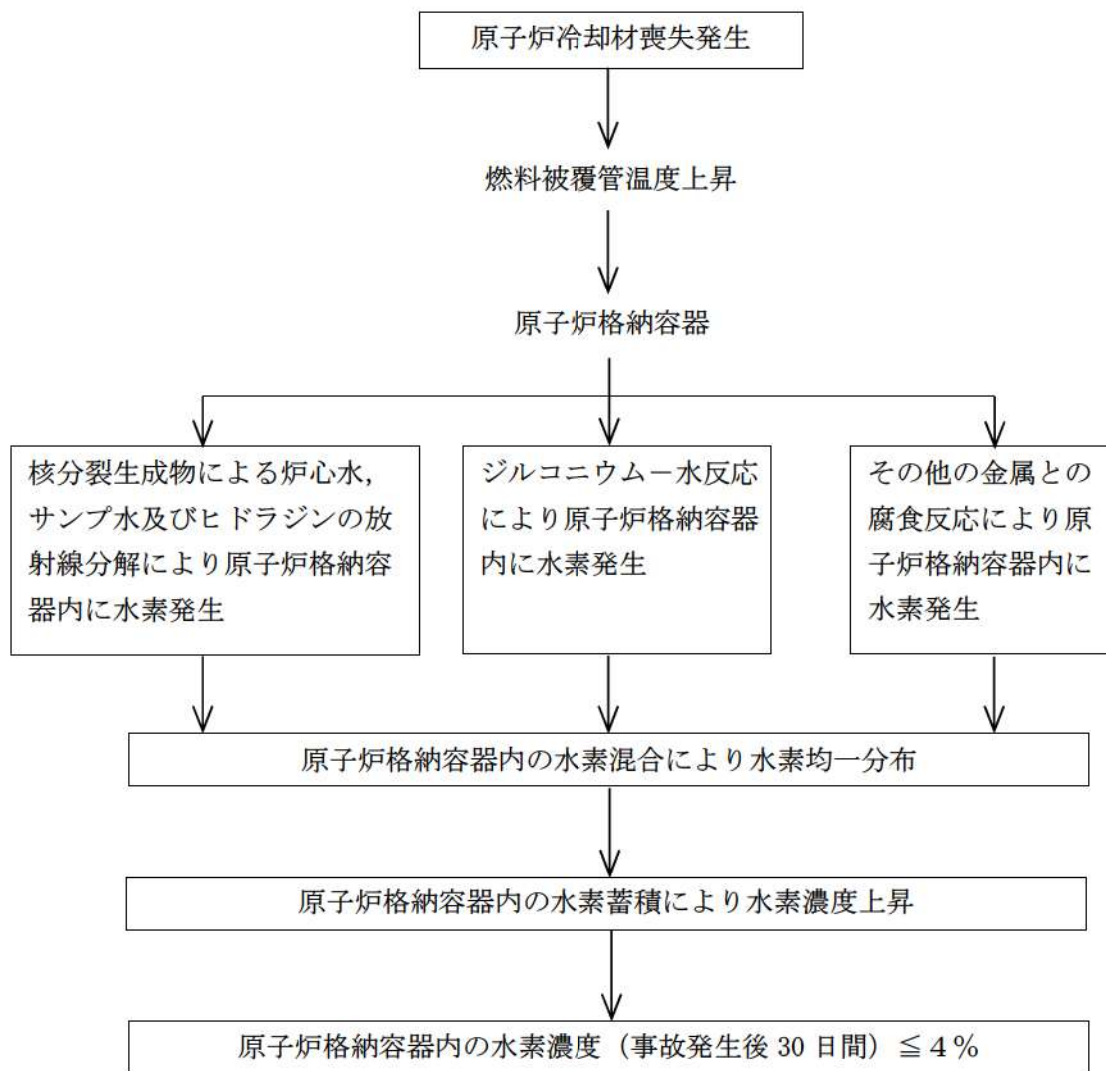 原子炉冷却材喪失発生
燃料被覆管温度上昇
原子炉格納容器
核分裂生成物による炉心水，
サンプ水及びヒドラジンの放
射線分解により原子炉格納容
器内に水素発生
ジルコニウム－水反応
により原子炉格納容器
内に水素発生
その他の金属との
腐食反応により原
子炉格納容器内に
水素発生
原子炉格納容器内の水素混合により水素均一分布
原子炉格納容器内の水素蓄積により水素濃度上昇
原子炉格納容器内の水素濃度（事故発生後 30 日間）≦４％